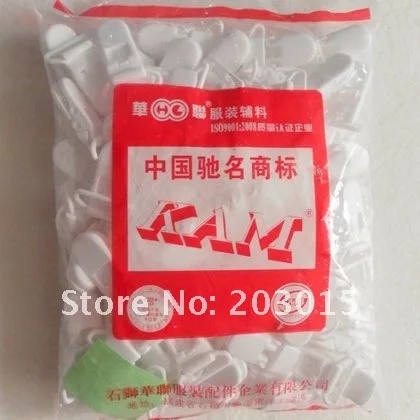 華 HG 聯 服装辅料
ISO9001:2008质量认证企业
中国驰名商标
KAM®
Store No: 203015
石獅華聯服裝配件企業有限公司